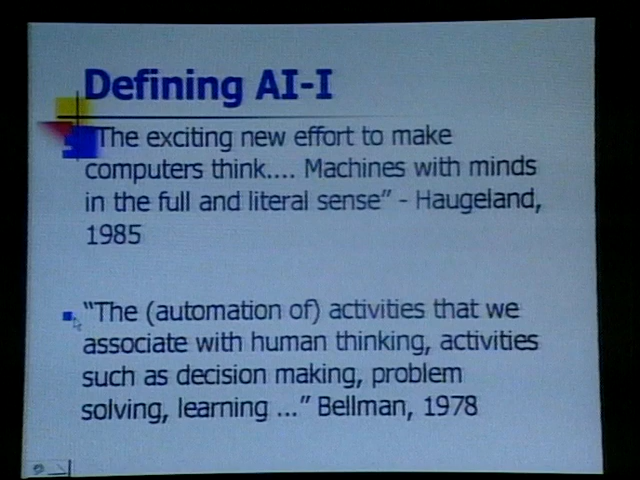 Defining AI-I
"The exciting new effort to make
computers think.... Machines with minds
in the full and literal sense" - Haugeland,
1985
"The (automation of) activities that we
associate with human thinking, activities
such as decision making, problem
solving, learning ..." Bellman, 1978